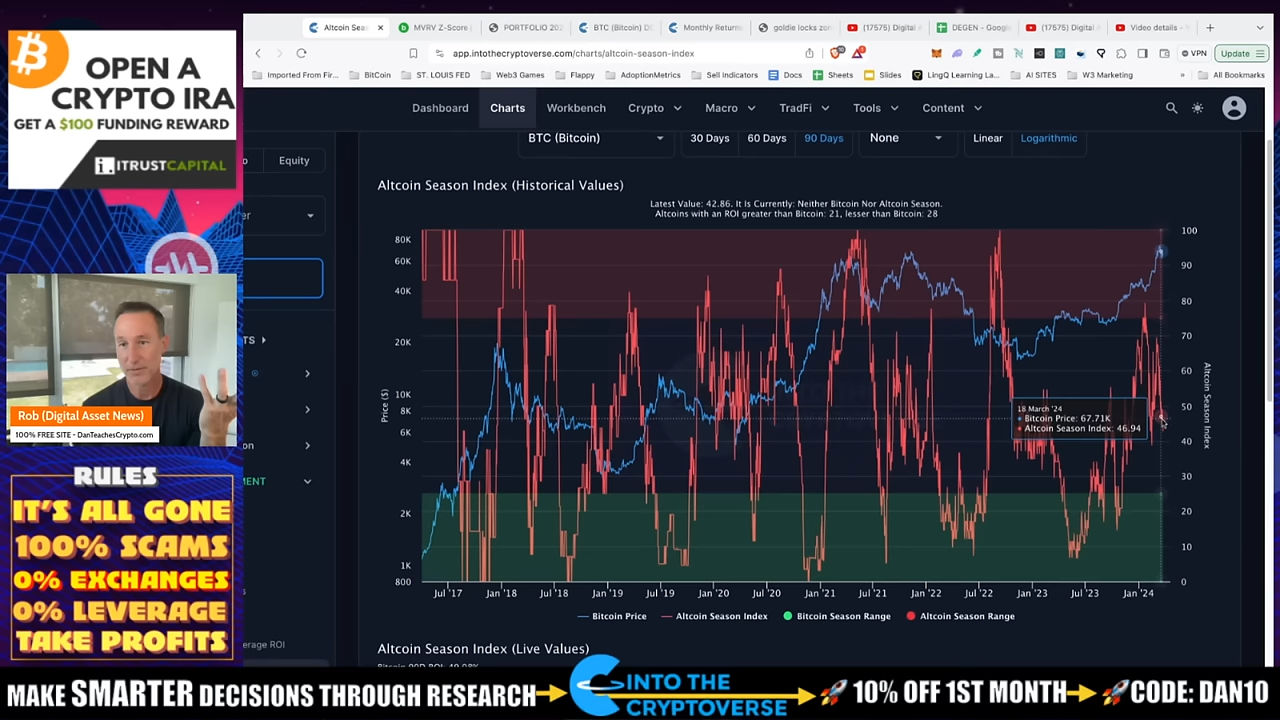 OPEN A
CRYPTO IRA
GET A $100 FUNDING REWARD
i. iTRUSTCAPITAL
Rob (Digital Asset News)
100% FREE SITE - DanTeachesCrypto.com
RULES
IT'S ALL GONE
100% SCAMS
0% EXCHANGES
0% LEVERAGE
TAKE PROFITS
Altcoin Sea
MVRV Z-Score
PORTFOLIO 202
BTC (Bitcoin) D
Monthly Return
goldie locks zo
(17575) Digital
DEGEN - Googl
(17575) Digital
Video details -
app.intothecryptoverse.com/charts/altcoin-season-index
VPN
Update
Imported From Fir...
BitCoin
ST. LOUIS FED
Web3 Games
Flappy
AdoptionMetrics
Sell Indicators
Docs
Sheets
Slides
LingQ Learning La...
AI SITES
W3 Marketing
»
All Bookmarks
Dashboard
Charts
Workbench
Crypto
Macro
TradFi
Tools
Content
o
Equity
er
TS
on
MENT
s
erage ROI
BTC (Bitcoin)
30 Days
60 Days
90 Days
None
Linear
Logarithmic
Altcoin Season Index (Historical Values)
Latest Value: 42.86. It Is Currently: Neither Bitcoin Nor Altcoin Season.
Altcoins with an ROI greater than Bitcoin: 21, lesser than Bitcoin: 28
80K
60K
40K
20K
10K
8K
6K
4K
2K
1K
800
Price ($)
100
90
80
70
60
50
40
30
20
10
0
Altcoin Season Index
18 March '24
Bitcoin Price: 67.71K
Altcoin Season Index: 46.94
Jul '17
Jan '18
Jul '18
Jan '19
Jul '19
Jan '20
Jul '20
Jan '21
Jul '21
Jan '22
Jul '22
Jan '23
Jul '23
Jan '24
Bitcoin Price
Altcoin Season Index
Bitcoin Season Range
Altcoin Season Range
Altcoin Season Index (Live Values)
MAKE SMARTER DECISIONS THROUGH RESEARCH
INTO THE
CRYPTOVERSE
10% OFF 1ST MONTH
CODE: DAN10